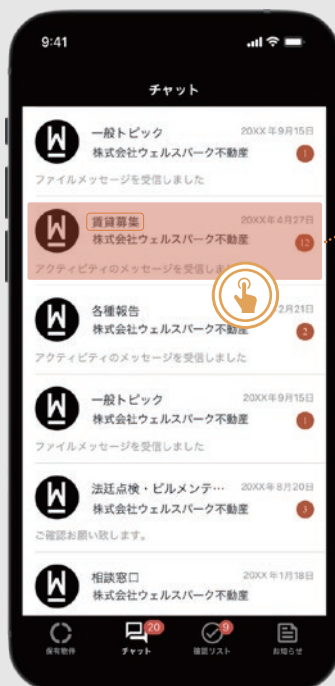 9:41
チャット
一般トピック 20XX年9月15日
株式会社ウェルスパーク不動産 1
ファイルメッセージを受信しました
賃貸募集 20XX年4月27日
株式会社ウェルスパーク不動産 12
アクティビティのメッセージを受信しま
各種報告 2月21日
株式会社ウェルスパーク不動産 2
アクティビティのメッセージを受信しました
一般トピック 20XX年9月15日
株式会社ウェルスパーク不動産 1
ファイルメッセージを受信しました
法廷点検・ビルメンテ… 20XX年8月20日
株式会社ウェルスパーク不動産 3
ご確認お願い致します。
相談窓口 20XX年1月18日
株式会社ウェルスパーク不動産
20 9
保有物件 チャット 確認リスト お知らせ